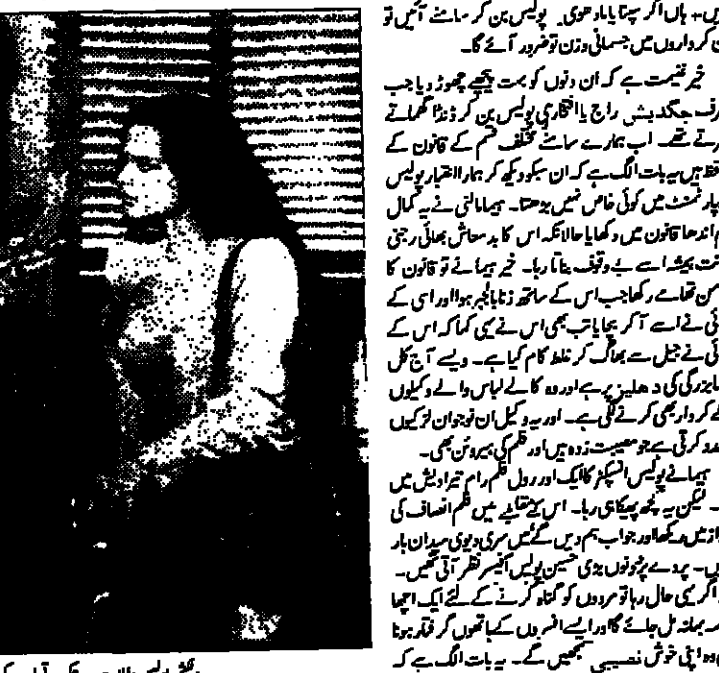 ہیں۔ ہاں اگر سپنا یا مادھوی پولیس بن کر سامنے آئیں تو
ان کرداروں میں جسمانی وزن تو ضرور آئے گا۔
خیر غنیمت ہے کہ ان دنوں کو بہت پیچھے چھوڑ دیا جب
صرف جگدیش راج یا افتخار ہی پولیس بن کر ڈنڈا گھماتے
پھرتے تھے۔ اب ہمارے سامنے مختلف قسم کے قانون کے
محافظ ہیں یہ بات الگ ہے کہ ان سبکو دیکھ کر ہمارا اعتبار پولیس
ڈپارٹمنٹ میں کوئی خاص نہیں بڑھتا۔ ہیما مالنی نے یہ کمال
فلم اندھا قانون میں دکھایا حالانکہ اس کا بدمعاش بھائی رجنی
کانت ہمیشہ اسے بے وقوف بناتا رہا۔ خیر ہیما نے تو قانون کا
دامن تھامے رکھا جب اس کے ساتھ زنا بالجبر ہوا اور اسی کے
بھائی نے اسے آکر بچایا تب بھی اس نے یہی کہا کہ اس کے
بھائی نے جیل سے بھاگ کر غلط کام کیا ہے۔ ویسے آج کل
ہیما بزرگی کی دہلیز پر ہے اور وہ کالے لباس والے وکیلوں
کے کردار بھی کرنے لگی ہے۔ اور یہ وکیل ان نوجوان لڑکیوں
کی مدد کرتی ہے جو مصیبت زدہ ہیں اور فلم کی ہیروئن بھی۔
ہیما نے پولیس انسپکٹر کا ایک اور رول فلم رام تیرا دیش میں
کیا۔ لیکن یہ کچھ پھیکا ہی رہا۔ اس کے مقابلے میں فلم انصاف کی
آواز میں ریکھا اور جواب ہم دیں گے میں سری دیوی میدان مار
گئیں۔ پردے پر دونوں بڑی حسین پولیس آفیسر نظر آتی تھیں۔
اگر یہی حال رہا تو مردوں کو گناہ کرنے کے لئے ایک اچھا
بہانہ مل جائے گا اور ایسے افسروں کے ہاتھوں گرفتار ہونا
وہ اپنی خوش نصیبی سمجھیں گے۔ یہ بات الگ ہے کہ